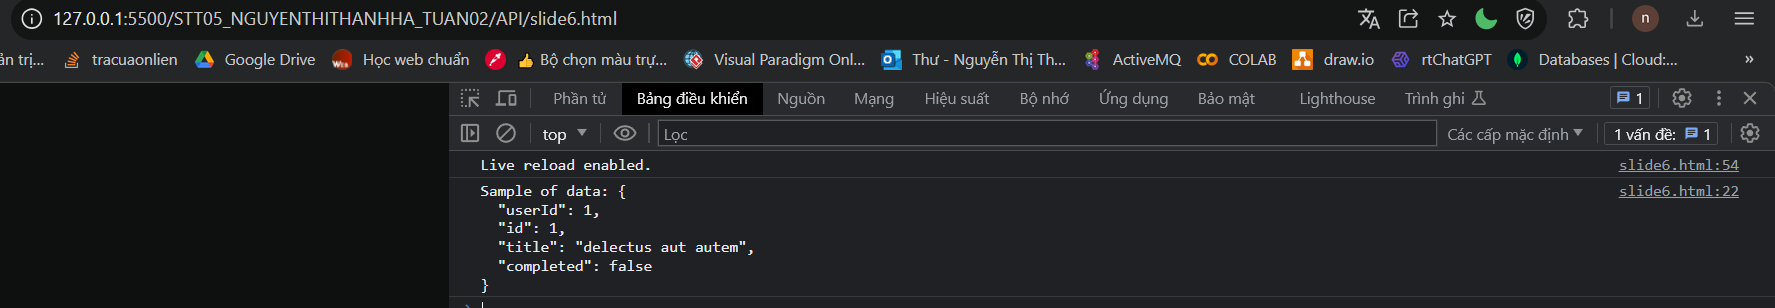 127.0.0.1:5500/STT05_NGUYENTHITHANHHA_TUAN02/API/slide6.html n
ản trị... tracuaonlien Google Drive Học web chuẩn Bộ chọn màu trự... Visual Paradigm Onl... Thư - Nguyễn Thị Th... ActiveMQ COLAB draw.io rtChatGPT Databases | Cloud:... »
Phần tử Bảng điều khiển Nguồn Mạng Hiệu suất Bộ nhớ Ứng dụng Bảo mật Lighthouse Trình ghi 1
top Lọc Các cấp mặc định 1 vấn đề: 1
Live reload enabled. slide6.html:54
Sample of data: { slide6.html:22
"userId": 1,
"id": 1,
"title": "delectus aut autem",
"completed": false
}